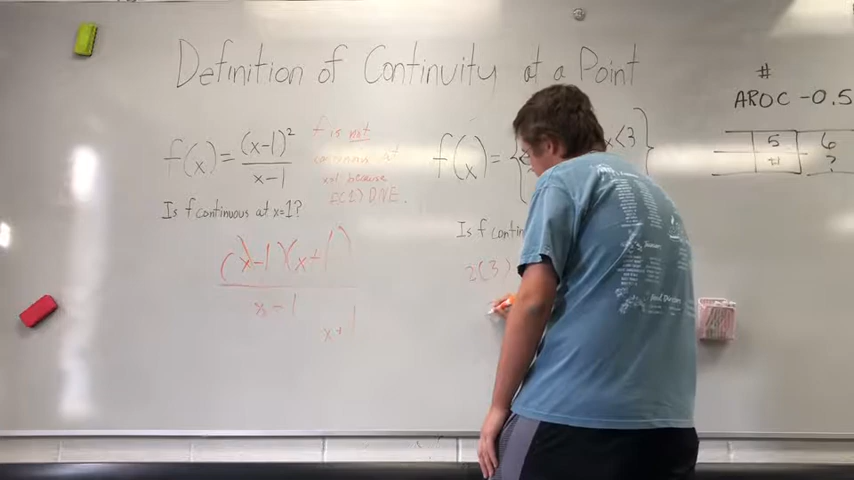 Definition of Continuity at a Point
#
AROC -0.5
f(x) = (x-1)²
x-1
f is not
continuous at
x=1 because
f(1) DNE.
f(x) =
x<3
5 6
21 ?
Is f continuous at x=1?
Is f contin
(x-1)(x+1)
x-1
x+1
2(3)